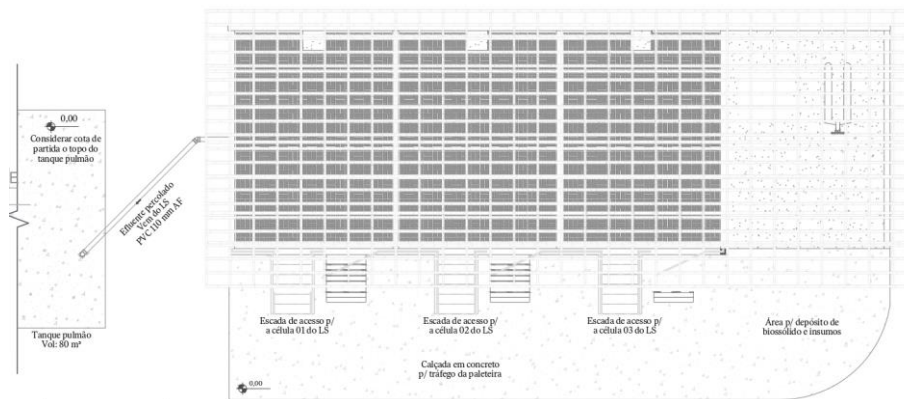 0,00
Considerar cota de
partida o topo do
tanque pulmão
Efluente percolado
Vem do LS
PVC 110 mm AF
Tanque pulmão
Vol: 80 m³
Escada de acesso p/
a célula 01 do LS
Escada de acesso p/
a célula 02 do LS
Escada de acesso p/
a célula 03 do LS
Área p/ depósito de
biossólido e insumos
Calçada em concreto
p/ tráfego da paleteira
0,00